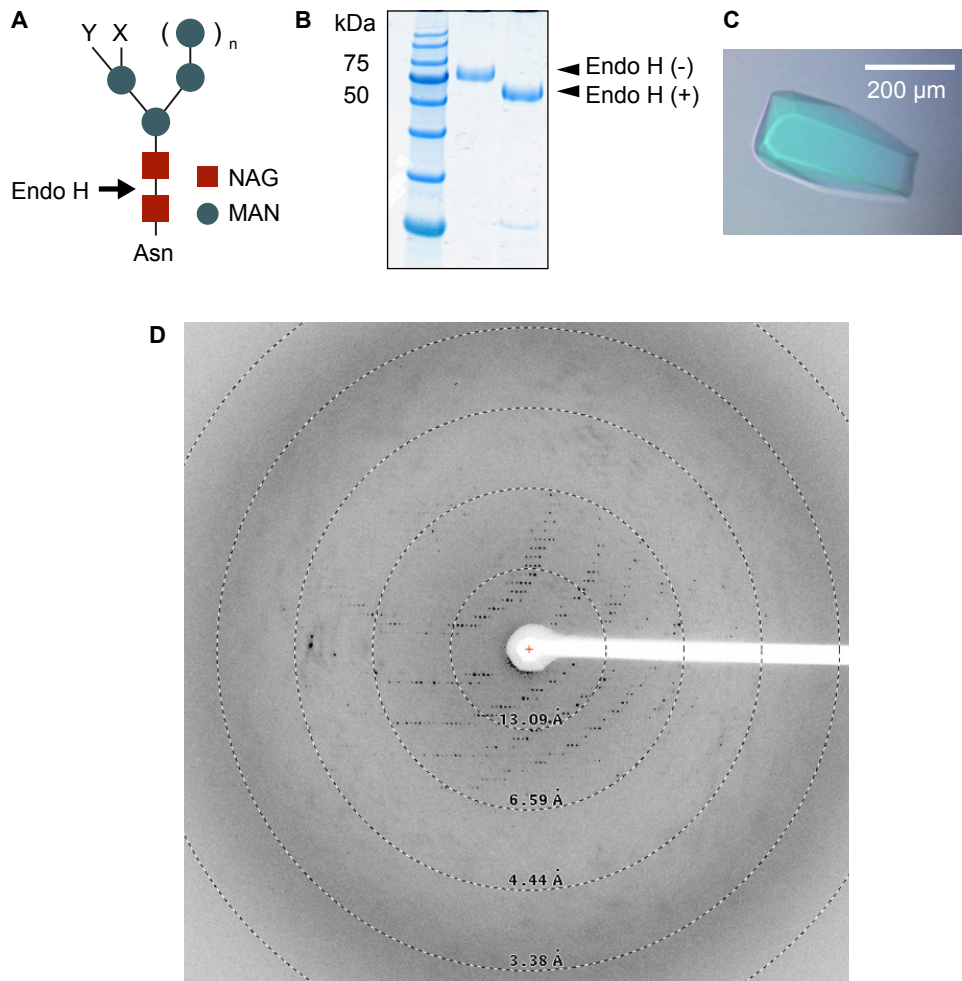 A
Y X ( ) n
Endo H
NAG
MAN
Asn
B
kDa
75
50
Endo H (-)
Endo H (+)
C
200 µm
D
13.09 Å
6.59 Å
4.44 Å
3.38 Å